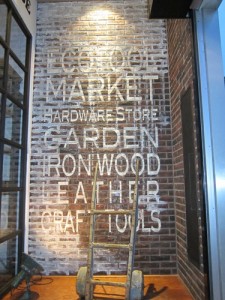 MARKET
HARDWARE STORE
GARDEN
IRONWOOD
LEATHER
CRAFT TOOLS